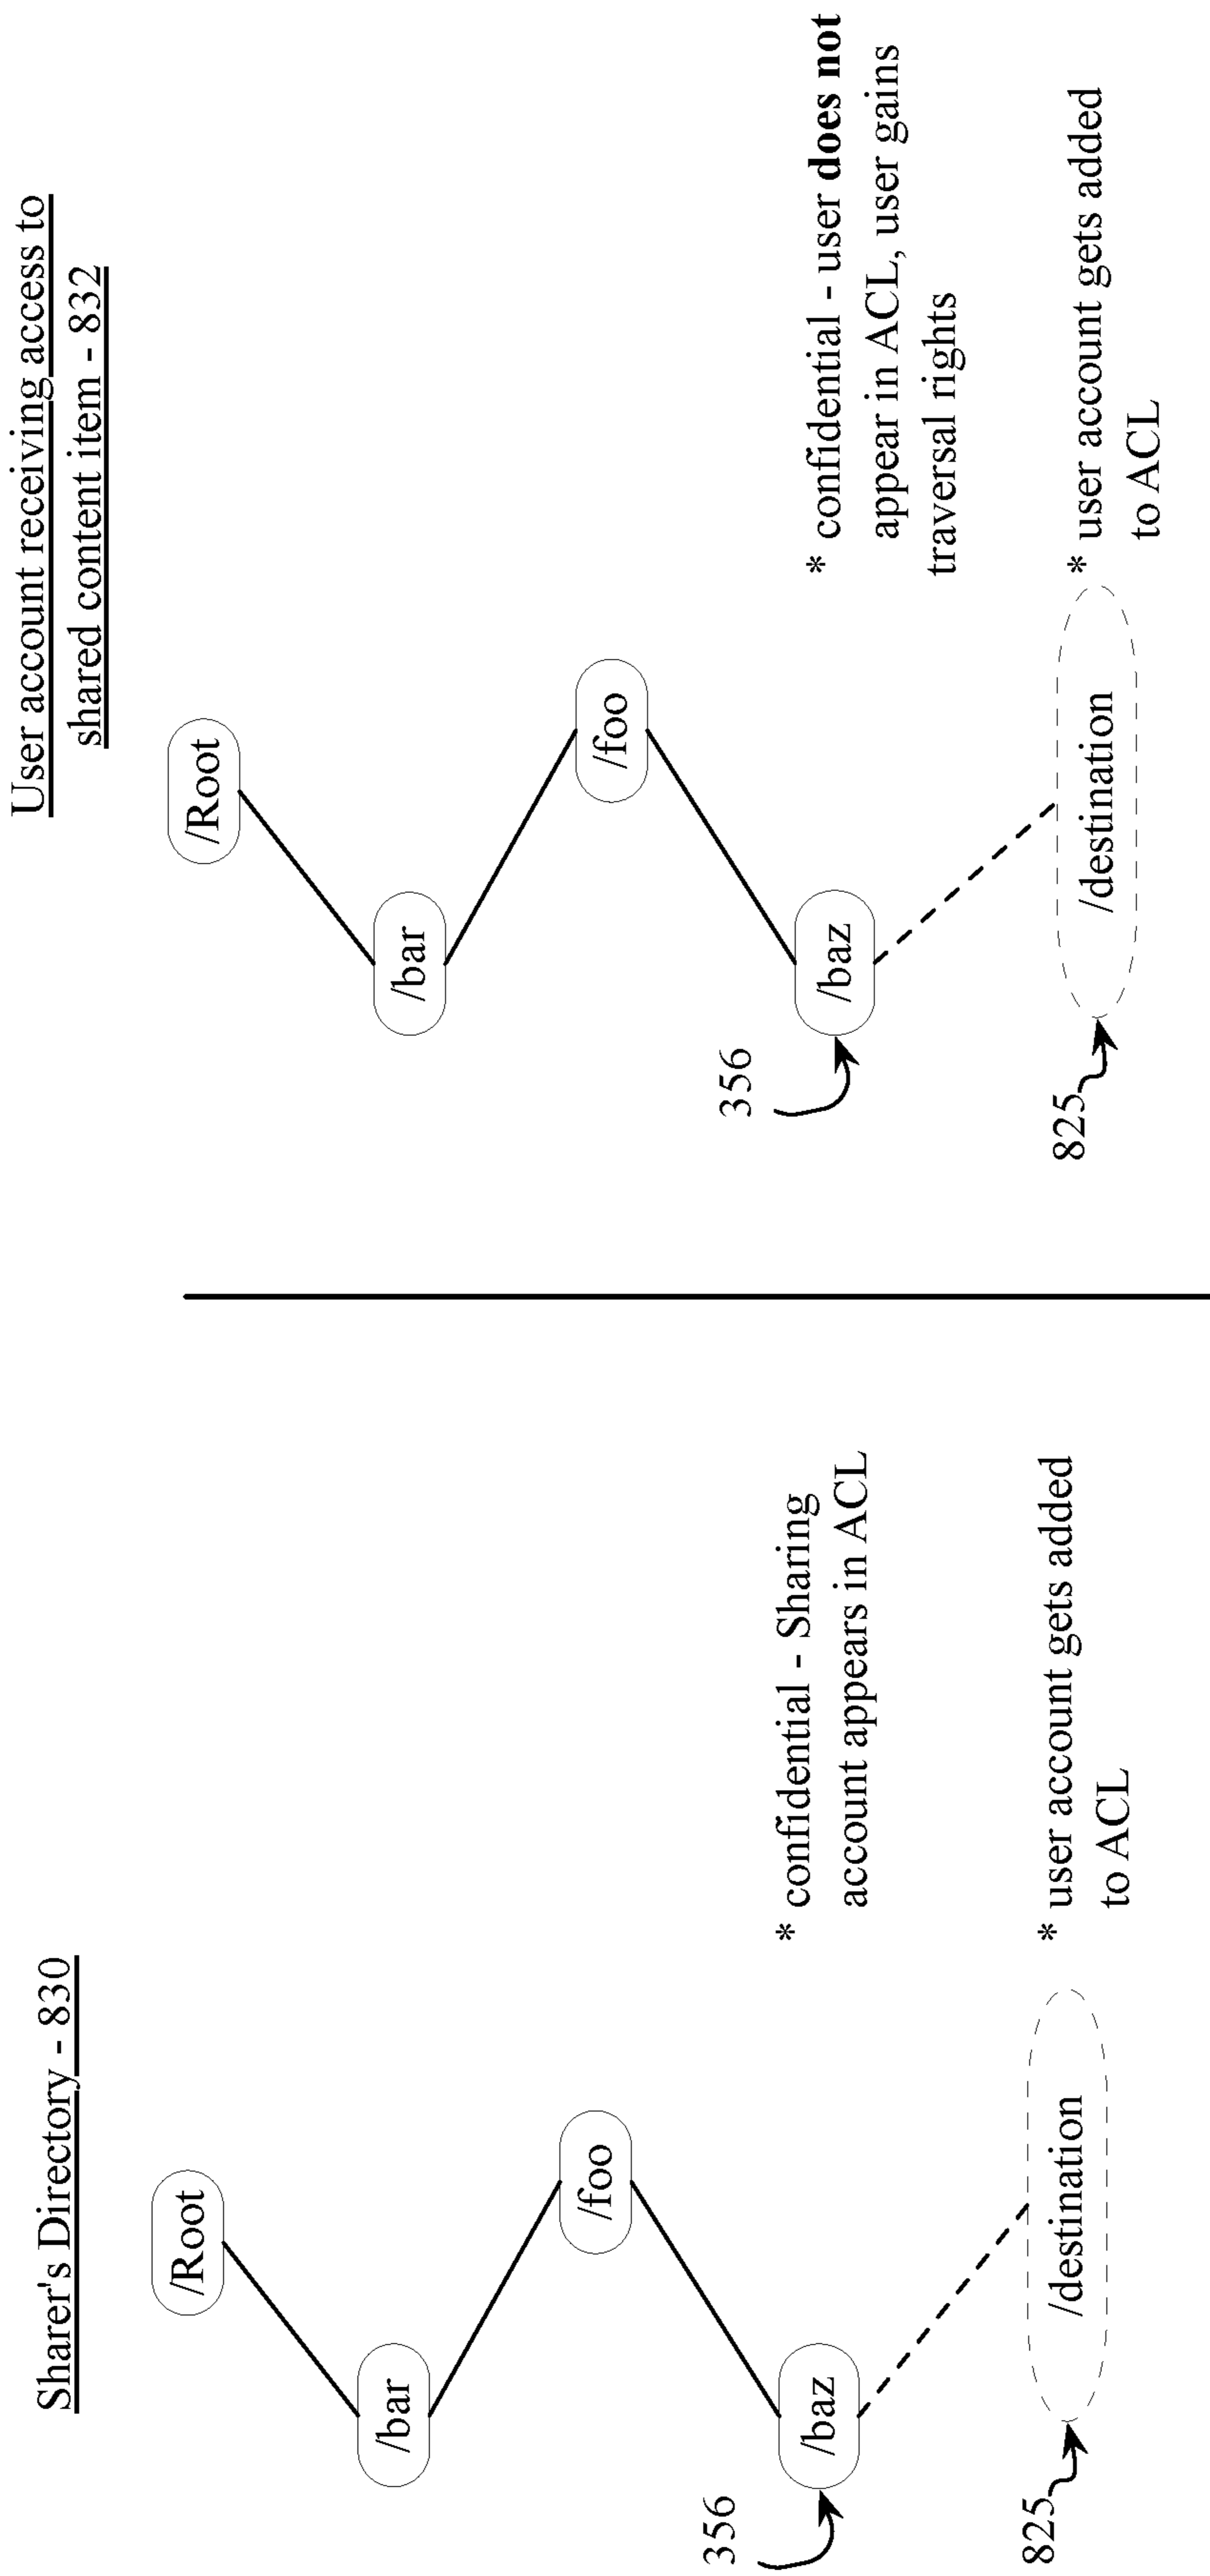 Sharer's Directory - 830
/Root
/bar
/foo
356
/baz
* confidential - Sharing
account appears in ACL
825
/destination
* user account gets added
to ACL
User account receiving access to
shared content item - 832
/Root
/bar
/foo
356
/baz
* confidential - user does not
appear in ACL, user gains
traversal rights
825
/destination
* user account gets added
to ACL